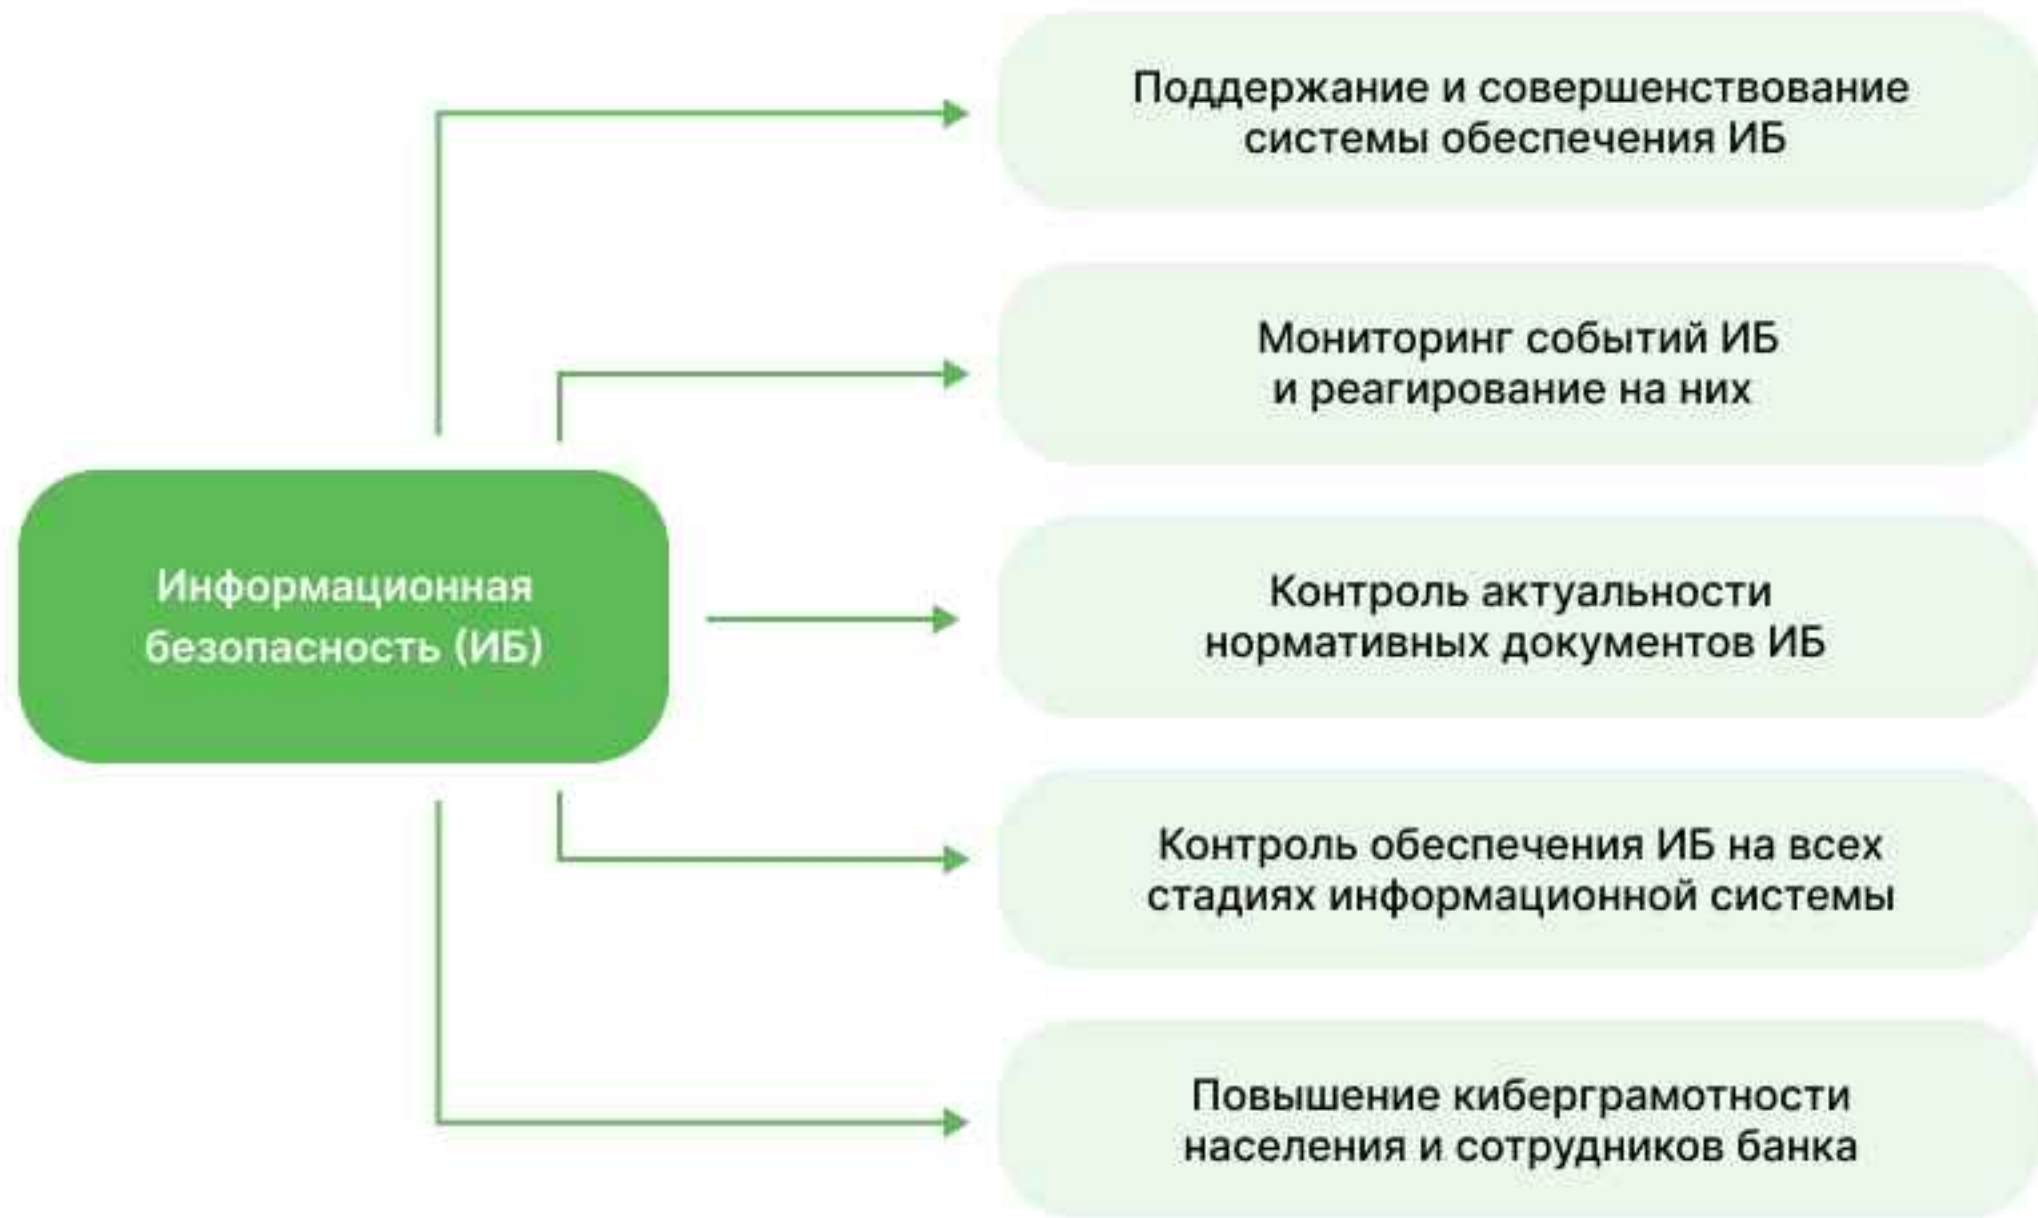 Поддержание и совершенствование
системы обеспечения ИБ
Мониторинг событий ИБ
и реагирование на них
Информационная
безопасность (ИБ)
Контроль актуальности
нормативных документов ИБ
Контроль обеспечения ИБ на всех
стадиях информационной системы
Повышение киберграмотности
населения и сотрудников банка